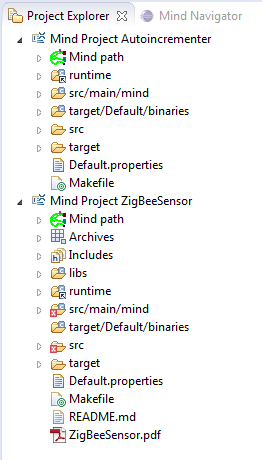 Project Explorer Mind Navigator
Mind Project Autoincrementer
Mind path
runtime
src/main/mind
target/Default/binaries
src
target
Default.properties
Makefile
Mind Project ZigBeeSensor
Mind path
Archives
Includes
libs
runtime
src/main/mind
target/Default/binaries
src
target
Default.properties
Makefile
README.md
ZigBeeSensor.pdf